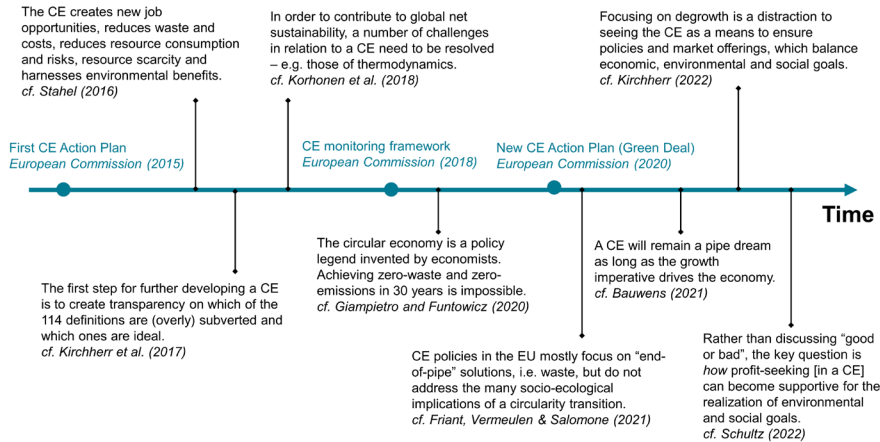 The CE creates new job
opportunities, reduces waste and
costs, reduces resource consumption
and risks, resource scarcity and
harnesses environmental benefits.
cf. Stahel (2016)
In order to contribute to global net
sustainability, a number of challenges
in relation to a CE need to be resolved
– e.g. those of thermodynamics.
cf. Korhonen et al. (2018)
Focusing on degrowth is a distraction to
seeing the CE as a means to ensure
policies and market offerings, which balance
economic, environmental and social goals.
cf. Kirchherr (2022)
First CE Action Plan
European Commission (2015)
CE monitoring framework
European Commission (2018)
New CE Action Plan (Green Deal)
European Commission (2020)
Time
The first step for further developing a CE
is to create transparency on which of the
114 definitions are (overly) subverted and
which ones are ideal.
cf. Kirchherr et al. (2017)
The circular economy is a policy
legend invented by economists.
Achieving zero-waste and zero-
emissions in 30 years is impossible.
cf. Giampietro and Funtowicz (2020)
CE policies in the EU mostly focus on “end-
of-pipe” solutions, i.e. waste, but do not
address the many socio-ecological
implications of a circularity transition.
cf. Friant, Vermeulen & Salomone (2021)
A CE will remain a pipe dream
as long as the growth
imperative drives the economy.
cf. Bauwens (2021)
Rather than discussing “good
or bad”, the key question is
how profit-seeking [in a CE]
can become supportive for the
realization of environmental
and social goals.
cf. Schultz (2022)